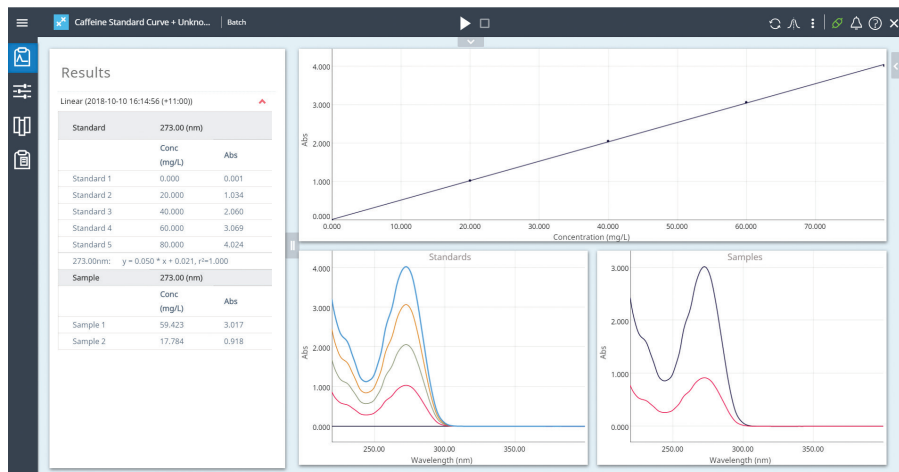 Caffeine Standard Curve + Unkno... Batch
Results
Linear (2018-10-10 16:14:56 (+11:00))
Standard 273.00 (nm)
Conc (mg/L) Abs
Standard 1 0.000 0.001
Standard 2 20.000 1.034
Standard 3 40.000 2.060
Standard 4 60.000 3.069
Standard 5 80.000 4.024
273.00nm: y = 0.050 * x + 0.021, r²=1.000
Sample 273.00 (nm)
Conc (mg/L) Abs
Sample 1 59.423 3.017
Sample 2 17.784 0.918
4.000
3.000
2.000
1.000
0.000
Abs
0.000 10.000 20.000 30.000 40.000 50.000 60.000 70.000
Concentration (mg/L)
Standards
4.000
3.000
2.000
1.000
0.000
Abs
250.00 300.00 350.00
Wavelength (nm)
Samples
3.000
2.000
1.000
0.000
Abs
250.00 300.00 350.00
Wavelength (nm)